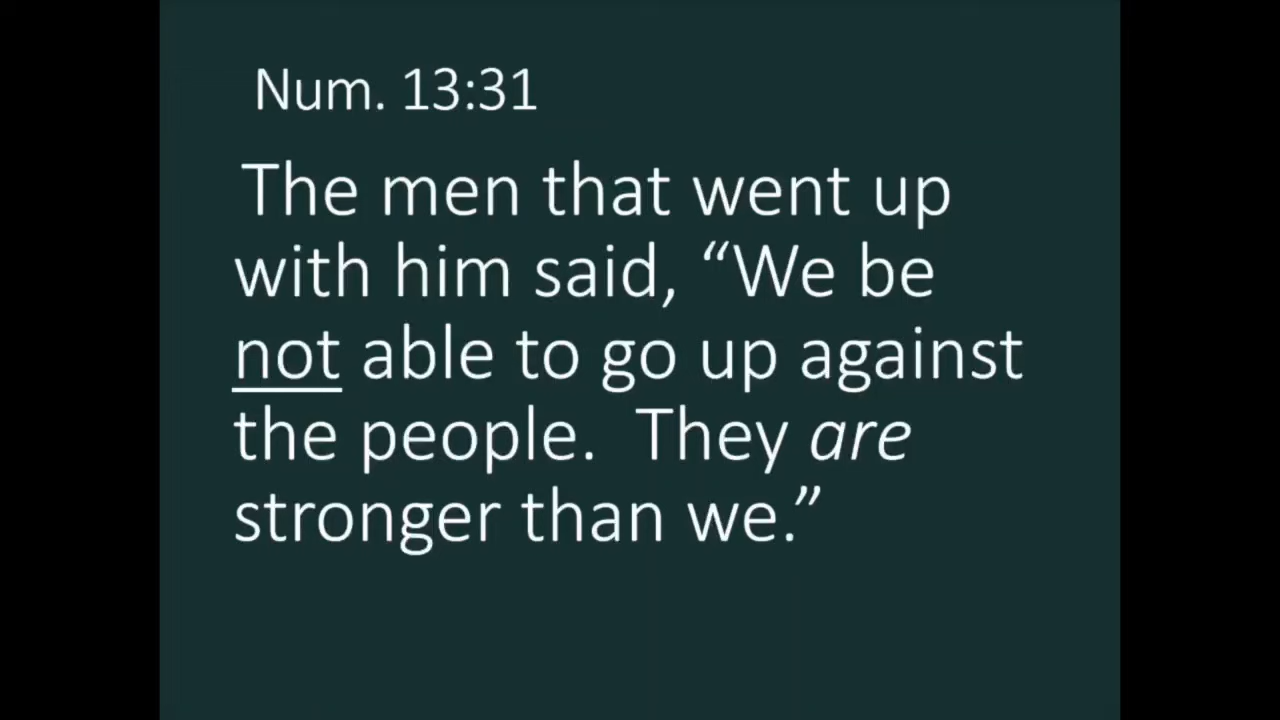 Num. 13:31
The men that went up
with him said, “We be
not able to go up against
the people.  They are
stronger than we.”